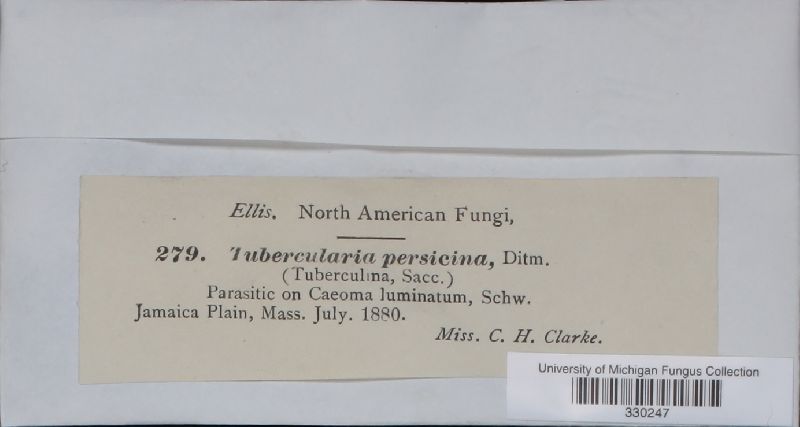 Ellis. North American Fungi,
279. Tubercularia persicina, Ditm.
(Tuberculina, Sacc.)
Parasitic on Caeoma luminatum, Schw.
Jamaica Plain, Mass. July. 1880.
Miss. C. H. Clarke.
University of Michigan Fungus Collection
330247